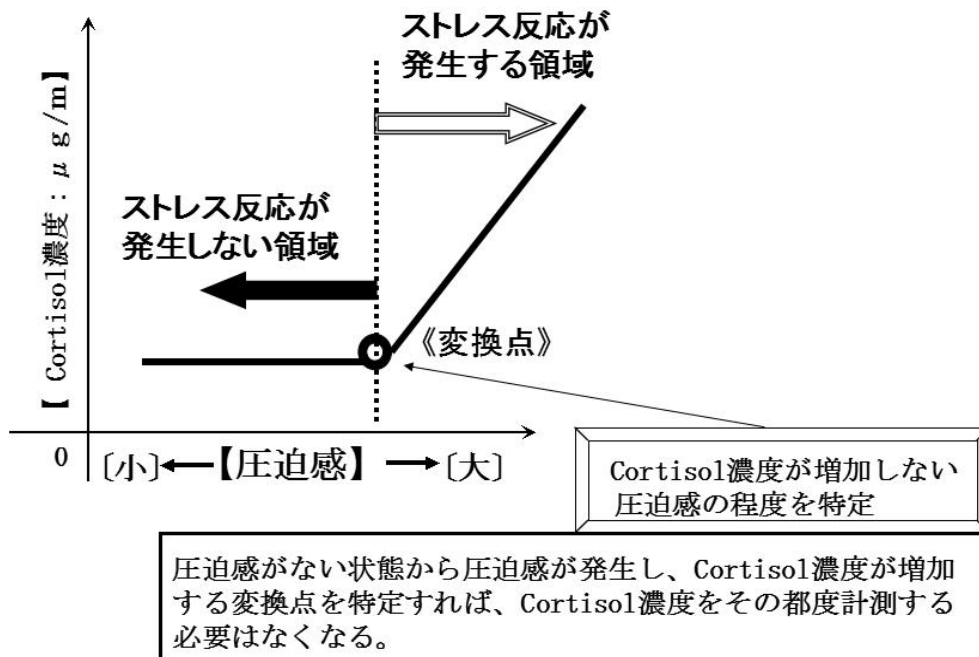 ストレス反応が
発生する領域
【 Cortisol濃度：μ g/m】
ストレス反応が
発生しない領域
《変換点》
0
〔小〕【圧迫感】〔大〕
Cortisol濃度が増加しない
圧迫感の程度を特定
圧迫感がない状態から圧迫感が発生し、Cortisol濃度が増加
する変換点を特定すれば、Cortisol濃度をその都度計測する
必要はなくなる。